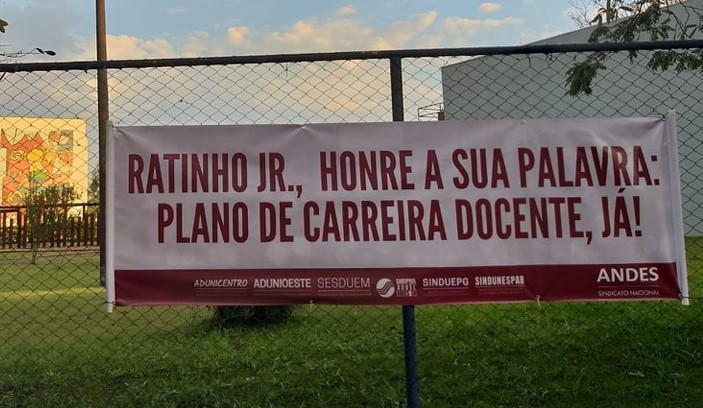 RATINHO JR., HONRE A SUA PALAVRA:
PLANO DE CARREIRA DOCENTE, JÁ!
ADUNICENTRO ADUNIOESTE SESDUEM SINDUEPG SINDUNESPAR ANDES
SINDICATO NACIONAL